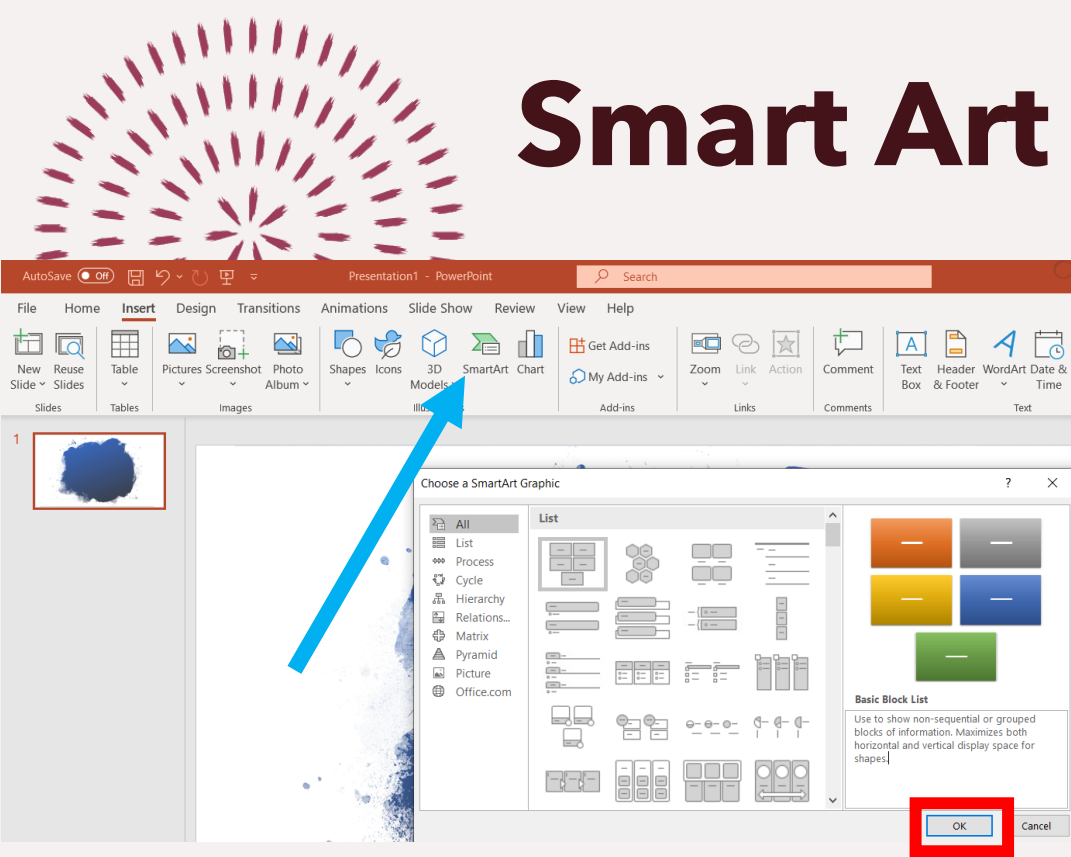 Smart Art
AutoSave Off Presentation1 - PowerPoint Search
File Home Insert Design Transitions Animations Slide Show Review View Help
New Slide
Reuse Slides
Table
Pictures
Screenshot
Photo Album
Shapes
Icons
3D Models
SmartArt
Chart
Get Add-ins
My Add-ins
Zoom
Link
Action
Comment
Text Box
Header & Footer
WordArt
Date & Time
Slides Tables Images Add-ins Links Comments Text
1
Choose a SmartArt Graphic ?
All
List
Process
Cycle
Hierarchy
Relations...
Matrix
Pyramid
Picture
Office.com
List
Basic Block List
Use to show non-sequential or grouped
blocks of information. Maximizes both
horizontal and vertical display space for
shapes.
OK Cancel